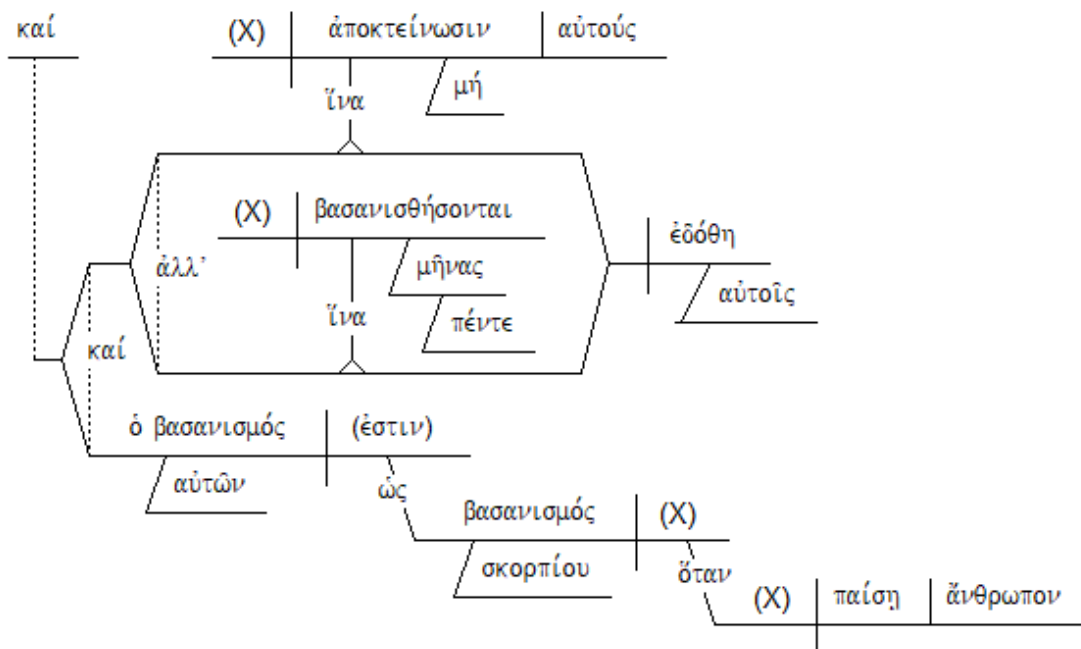 καί
(X) ἀποκτείνωσιν αὐτούς
μή
ἵνα
(X) βασανισθήσονται
ἐδόθη
ἀλλ’
μῆνας
αὐτοῖς
ἵνα
πέντε
καί
ὁ βασανισμός (ἐστιν)
αὐτῶν
ὡς
βασανισμός (X)
σκορπίου
ὅταν
(X) παίσῃ ἄνθρωπον